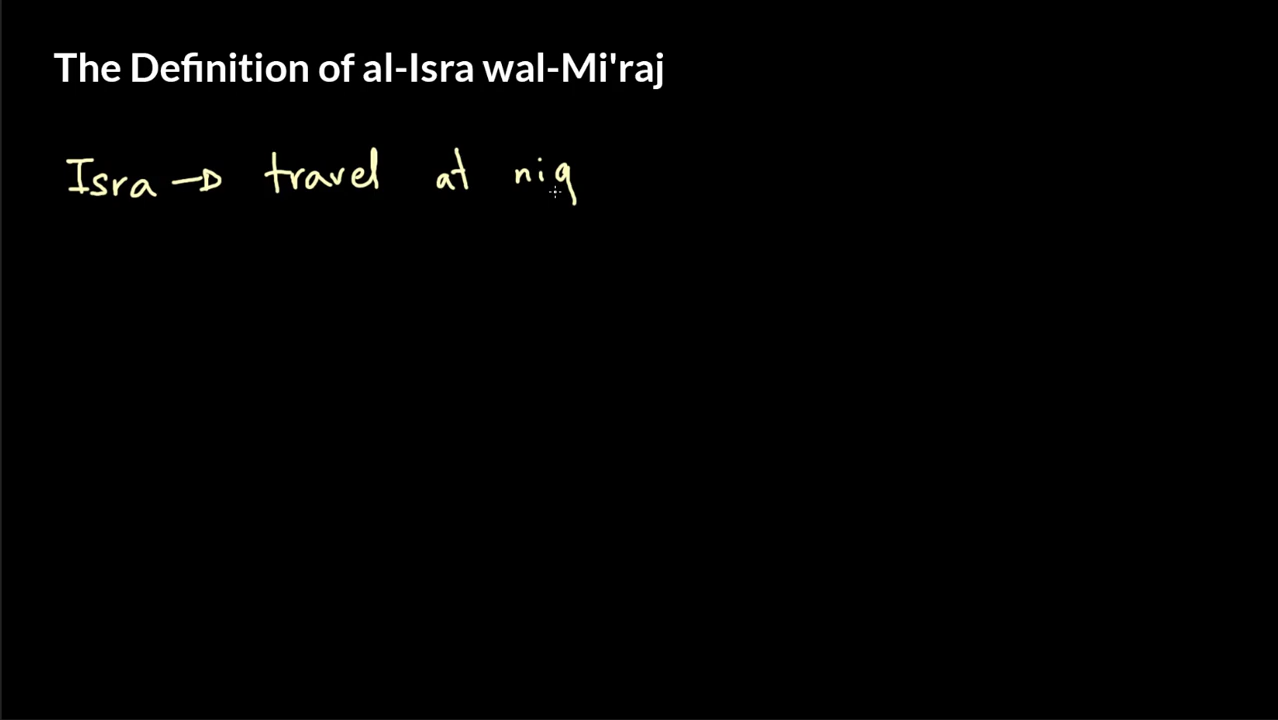 The Definition of al-Isra wal-Mi'raj
Isra → travel at nig